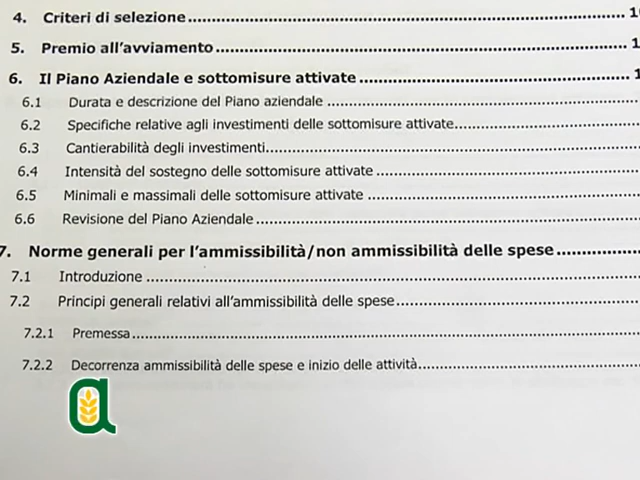 4. Criteri di selezione
5. Premio all'avviamento
6. Il Piano Aziendale e sottomisure attivate
6.1 Durata e descrizione del Piano aziendale
6.2 Specifiche relative agli investimenti delle sottomisure attivate
6.3 Cantierabilità degli investimenti
6.4 Intensità del sostegno delle sottomisure attivate
6.5 Minimali e massimali delle sottomisure attivate
6.6 Revisione del Piano Aziendale
7. Norme generali per l'ammissibilità/non ammissibilità delle spese
7.1 Introduzione
7.2 Principi generali relativi all'ammissibilità delle spese
7.2.1 Premessa
7.2.2 Decorrenza ammissibilità delle spese e inizio delle attività
a